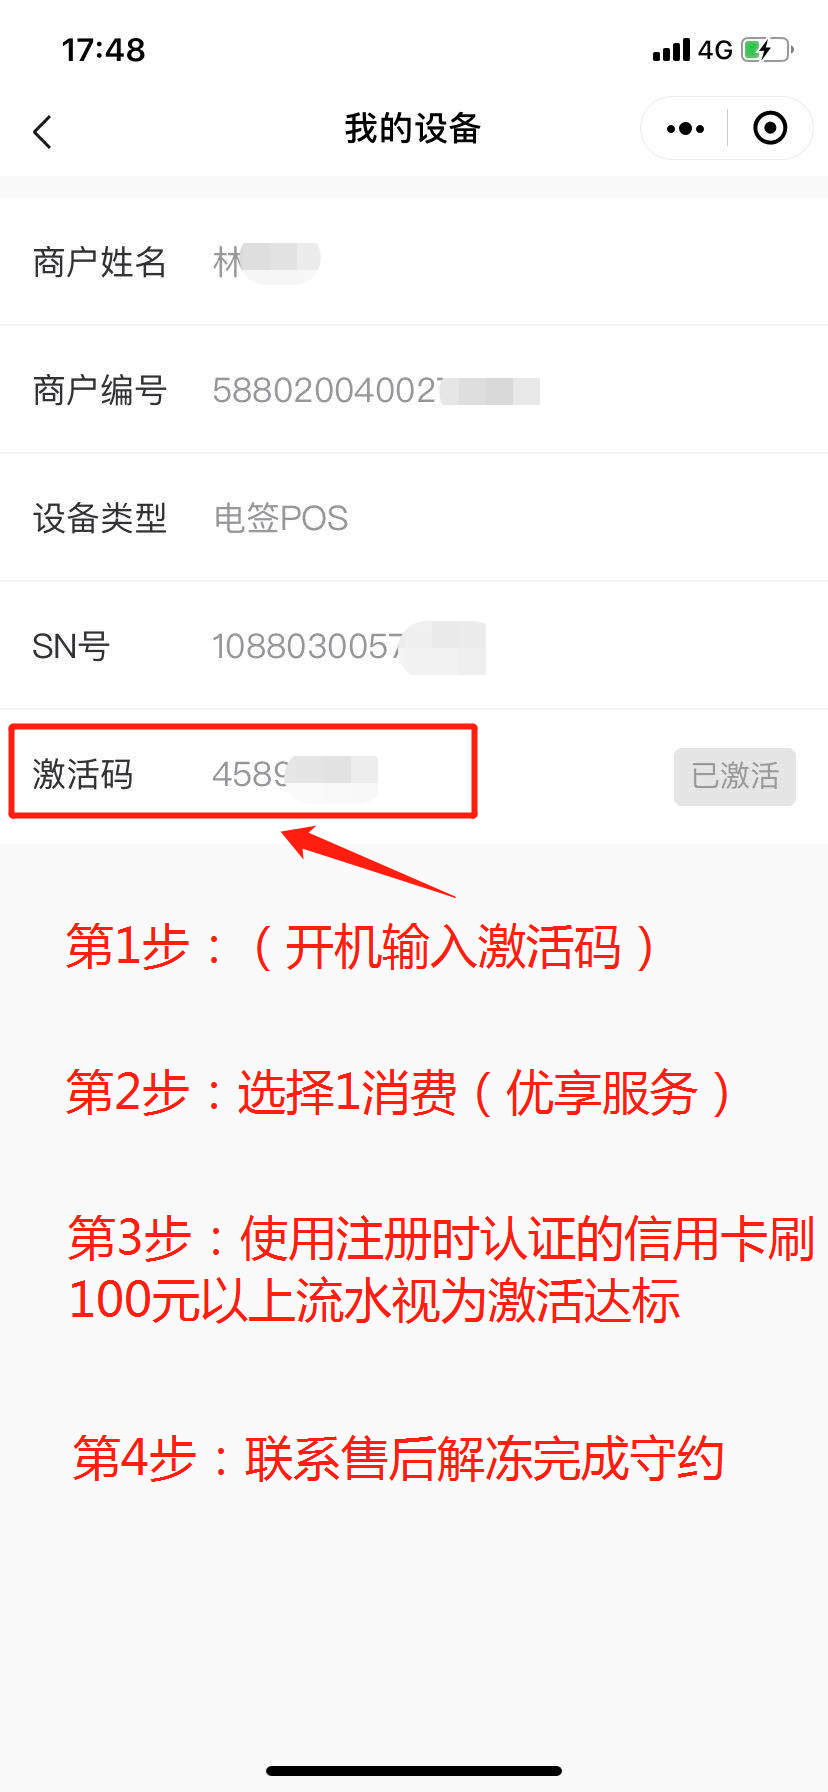 17:48
4G
我的设备
商户姓名 林
商户编号 58802004002
设备类型 电签POS
SN号 1088030057
激活码 4589 已激活
第1步：（开机输入激活码）
第2步：选择1消费（优享服务）
第3步：使用注册时认证的信用卡刷
100元以上流水视为激活达标
第4步：联系售后解冻完成守约